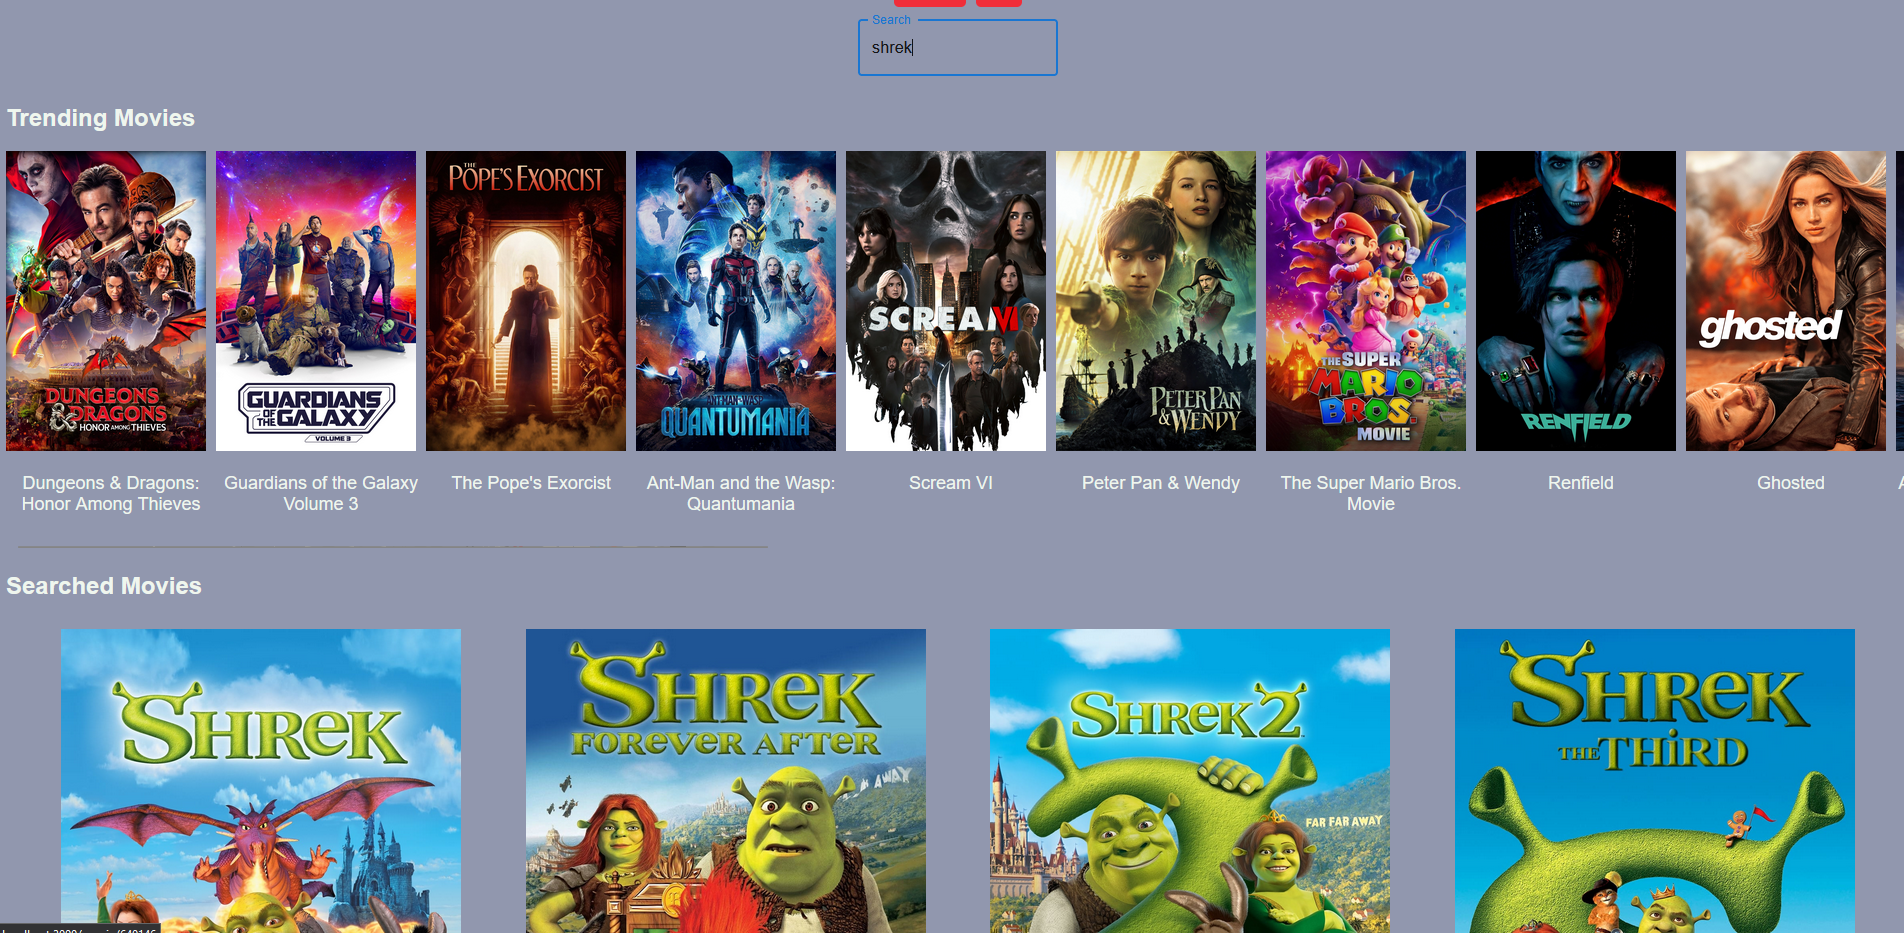 Search
shrek
Trending Movies
DUNGEONS
& DRAGONS
HONOR AMONG THIEVES
GUARDIANS
OF THE GALAXY
VOLUME 3
THE
POPE'S EXORCIST
ANT-MAN AND THE WASP
QUANTUMANIA
SCREAM VI
PETER PAN
& WENDY
THE SUPER
MARIO
BROS.
MOVIE
RENFIELD
ghosted
Dungeons & Dragons:
Honor Among Thieves
Guardians of the Galaxy
Volume 3
The Pope's Exorcist
Ant-Man and the Wasp:
Quantumania
Scream VI
Peter Pan & Wendy
The Super Mario Bros.
Movie
Renfield
Ghosted
A
Searched Movies
SHREK
SHREK
FOREVER AFTER
AWAY
SHREK 2
FAR FAR AWAY
SHREK
THE THIRD